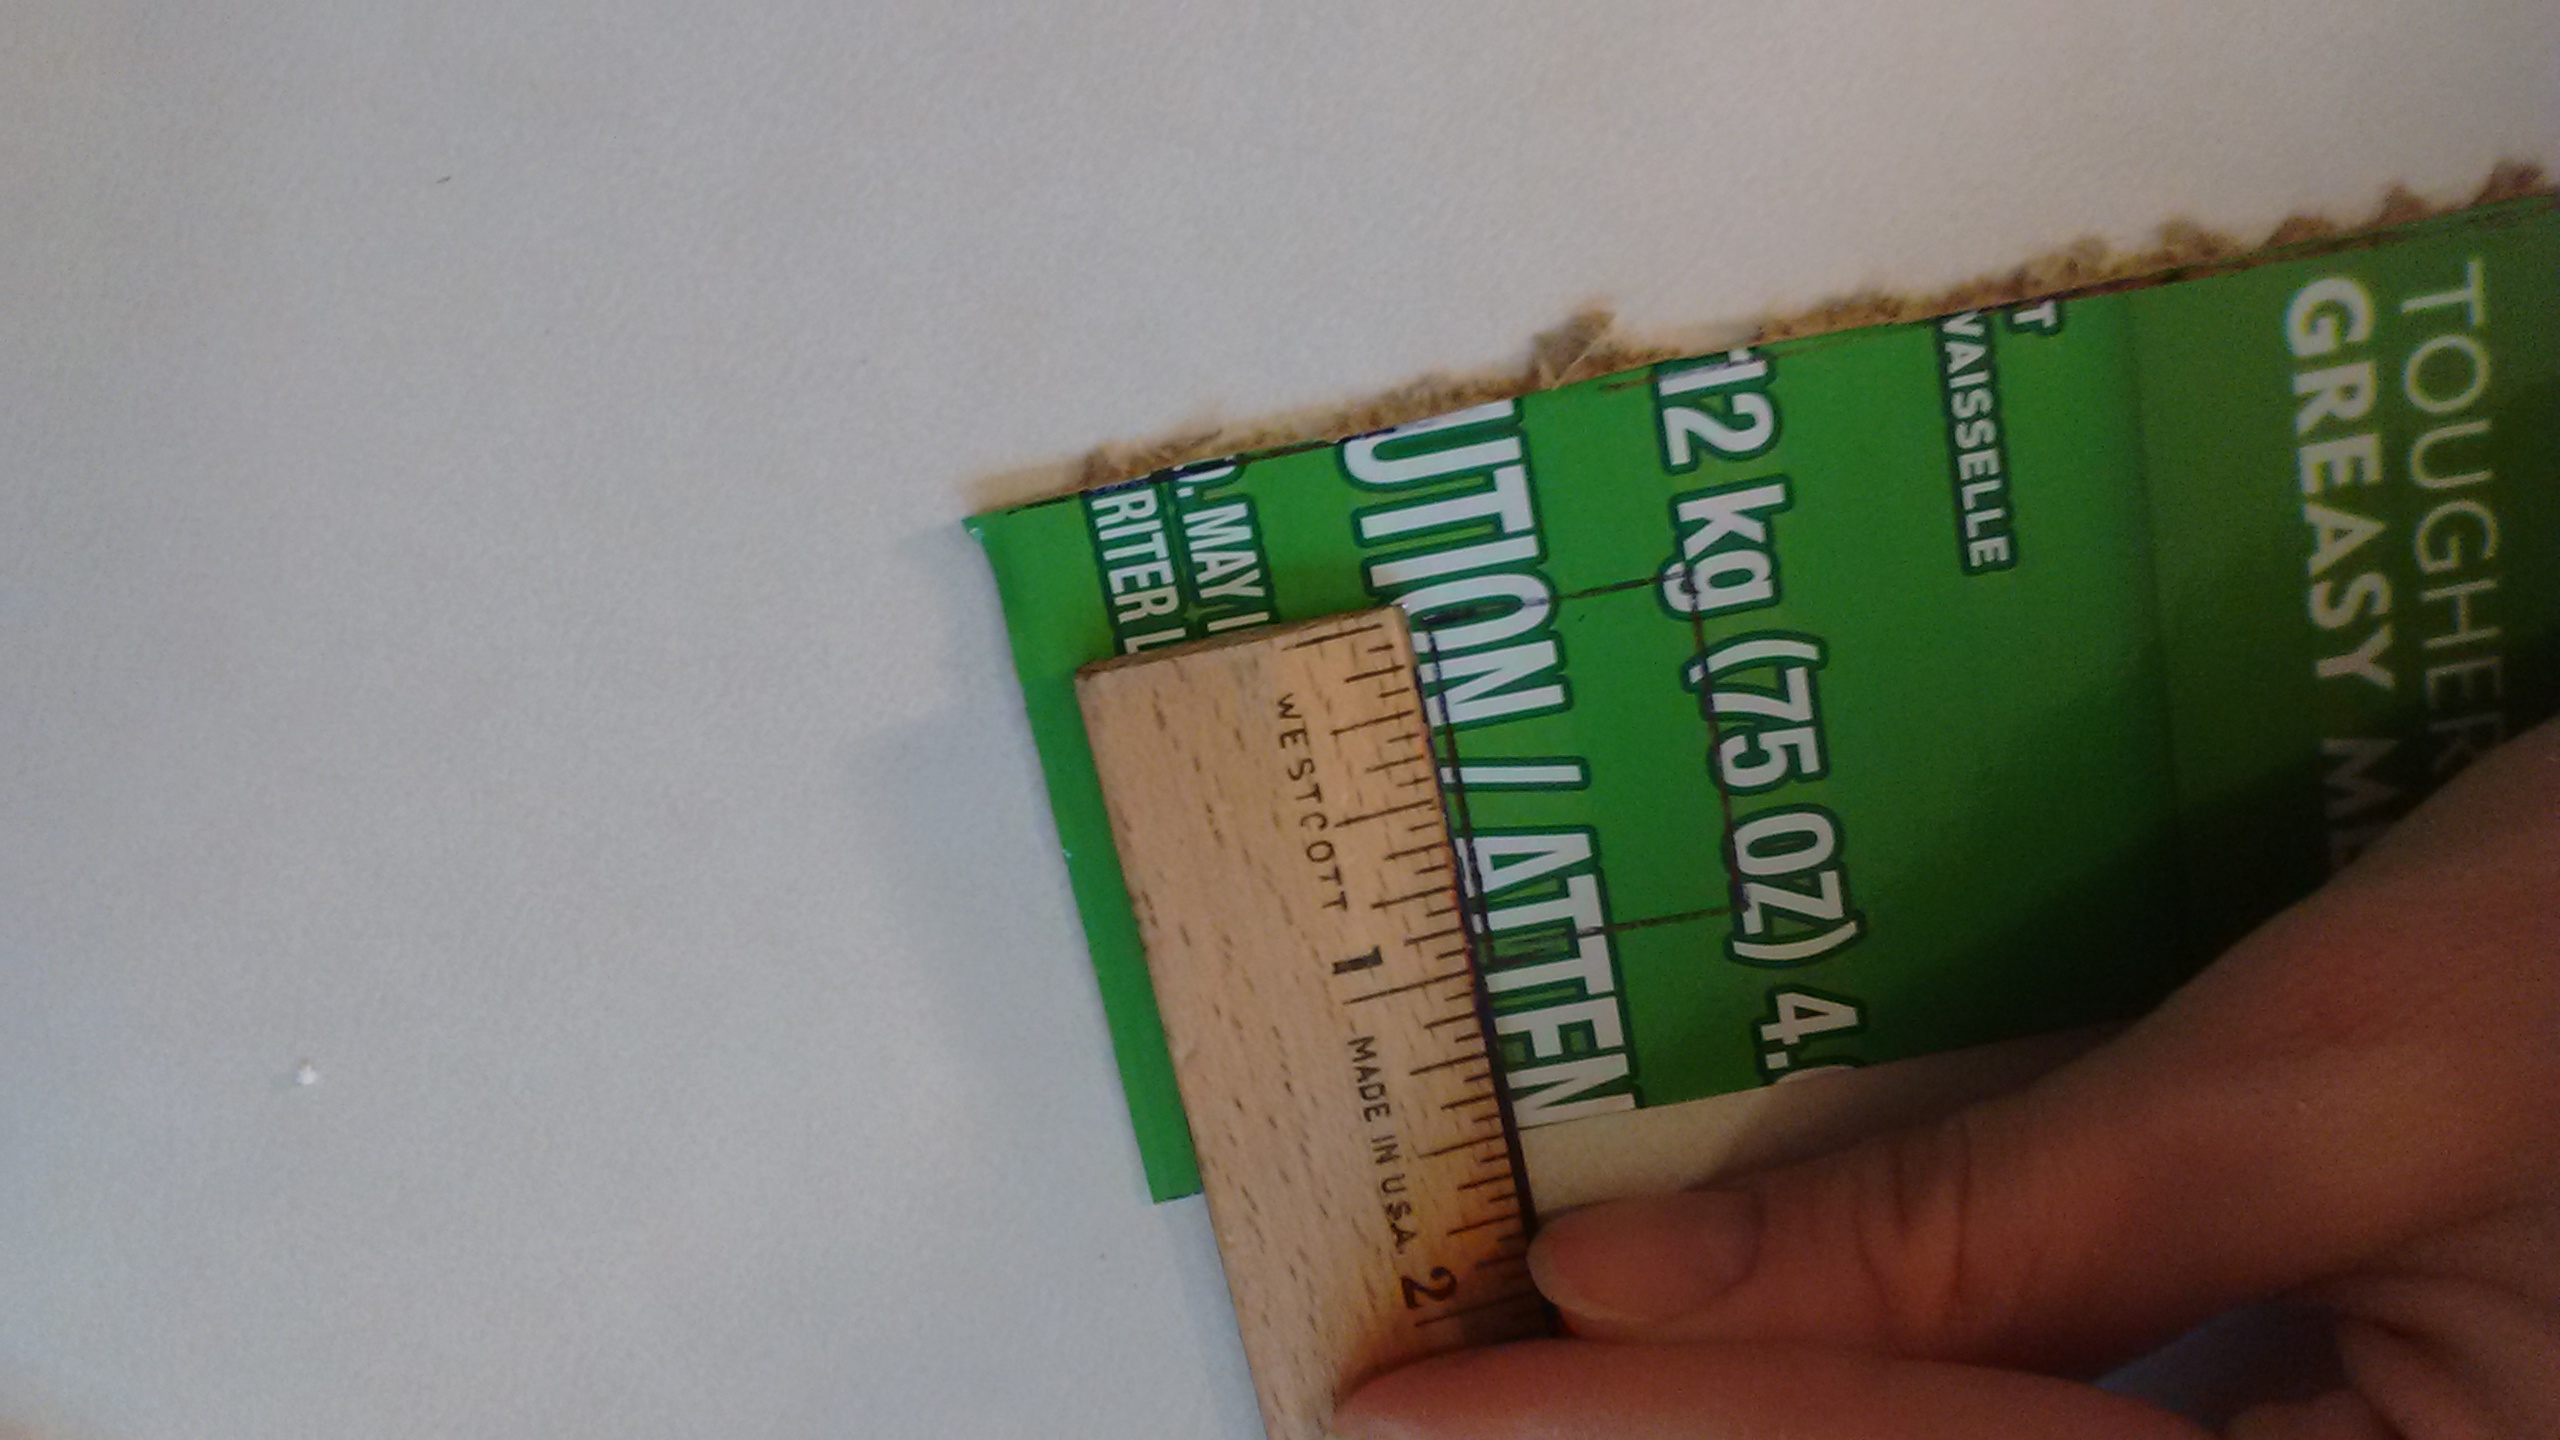 TOUGHER
GREASY
T
VAISSELLE
12 kg (75 OZ) 4.
UTION / ATTEN
. MAY
RITER
WESTCOTT
1
MADE IN U.S.A.
2